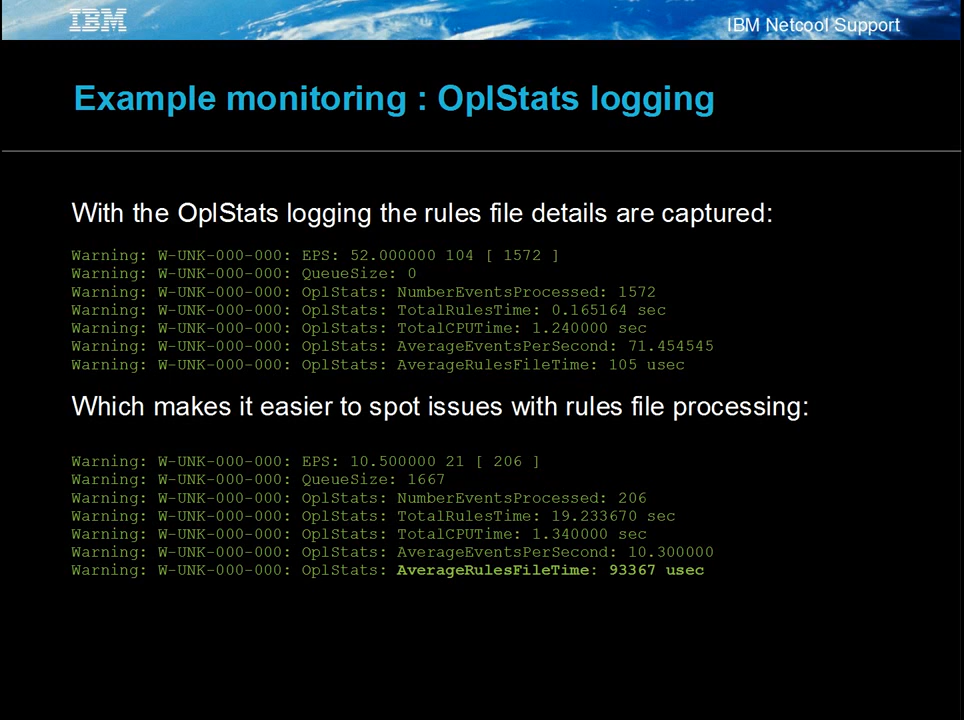 IBM
IBM Netcool Support
Example monitoring : OplStats logging
With the OplStats logging the rules file details are captured:
Warning: W-UNK-000-000: EPS: 52.000000 104 [ 1572 ]
Warning: W-UNK-000-000: QueueSize: 0
Warning: W-UNK-000-000: OplStats: NumberEventsProcessed: 1572
Warning: W-UNK-000-000: OplStats: TotalRulesTime: 0.165164 sec
Warning: W-UNK-000-000: OplStats: TotalCPUTime: 1.240000 sec
Warning: W-UNK-000-000: OplStats: AverageEventsPerSecond: 71.454545
Warning: W-UNK-000-000: OplStats: AverageRulesFileTime: 105 usec
Which makes it easier to spot issues with rules file processing:
Warning: W-UNK-000-000: EPS: 10.500000 21 [ 206 ]
Warning: W-UNK-000-000: QueueSize: 1667
Warning: W-UNK-000-000: OplStats: NumberEventsProcessed: 206
Warning: W-UNK-000-000: OplStats: TotalRulesTime: 19.233670 sec
Warning: W-UNK-000-000: OplStats: TotalCPUTime: 1.340000 sec
Warning: W-UNK-000-000: OplStats: AverageEventsPerSecond: 10.300000
Warning: W-UNK-000-000: OplStats: AverageRulesFileTime: 93367 usec